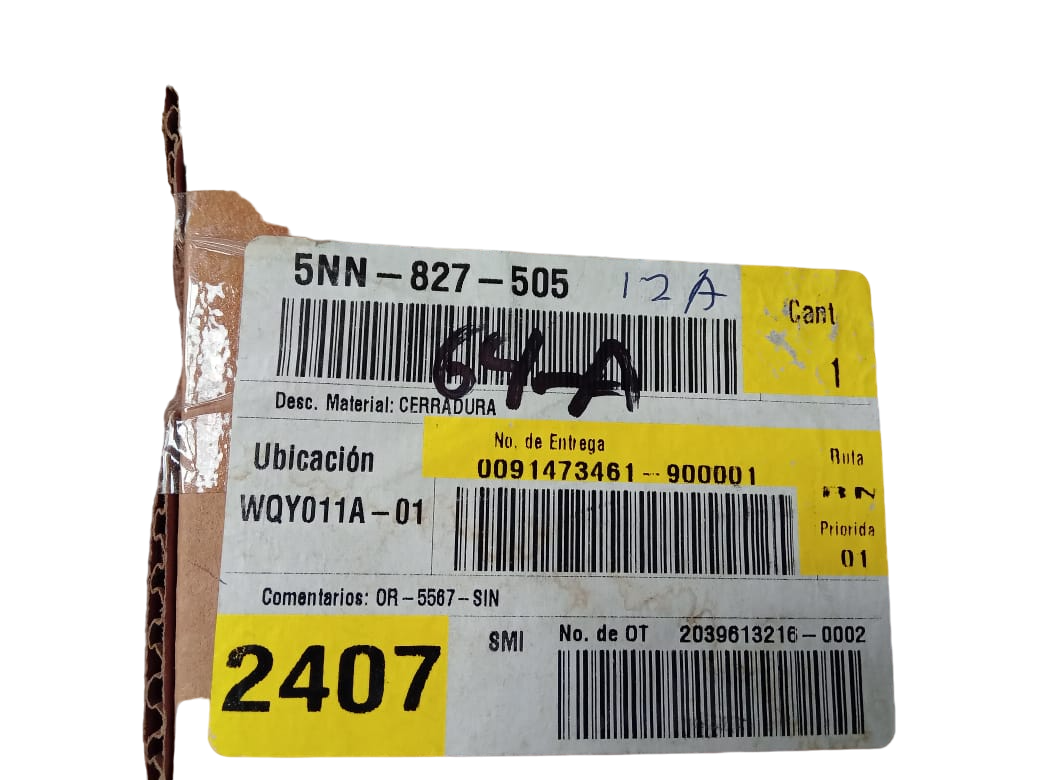 5NN-827-505
12A
Cant
1
64-A
Desc. Material: CERRADURA
No. de Entrega
0091473461-900001
Ruta
Ubicación
WQY011A-01
Priorida
01
Comentarios: OR-5567-SIN
2407
SMI
No. de OT 2039613216-0002